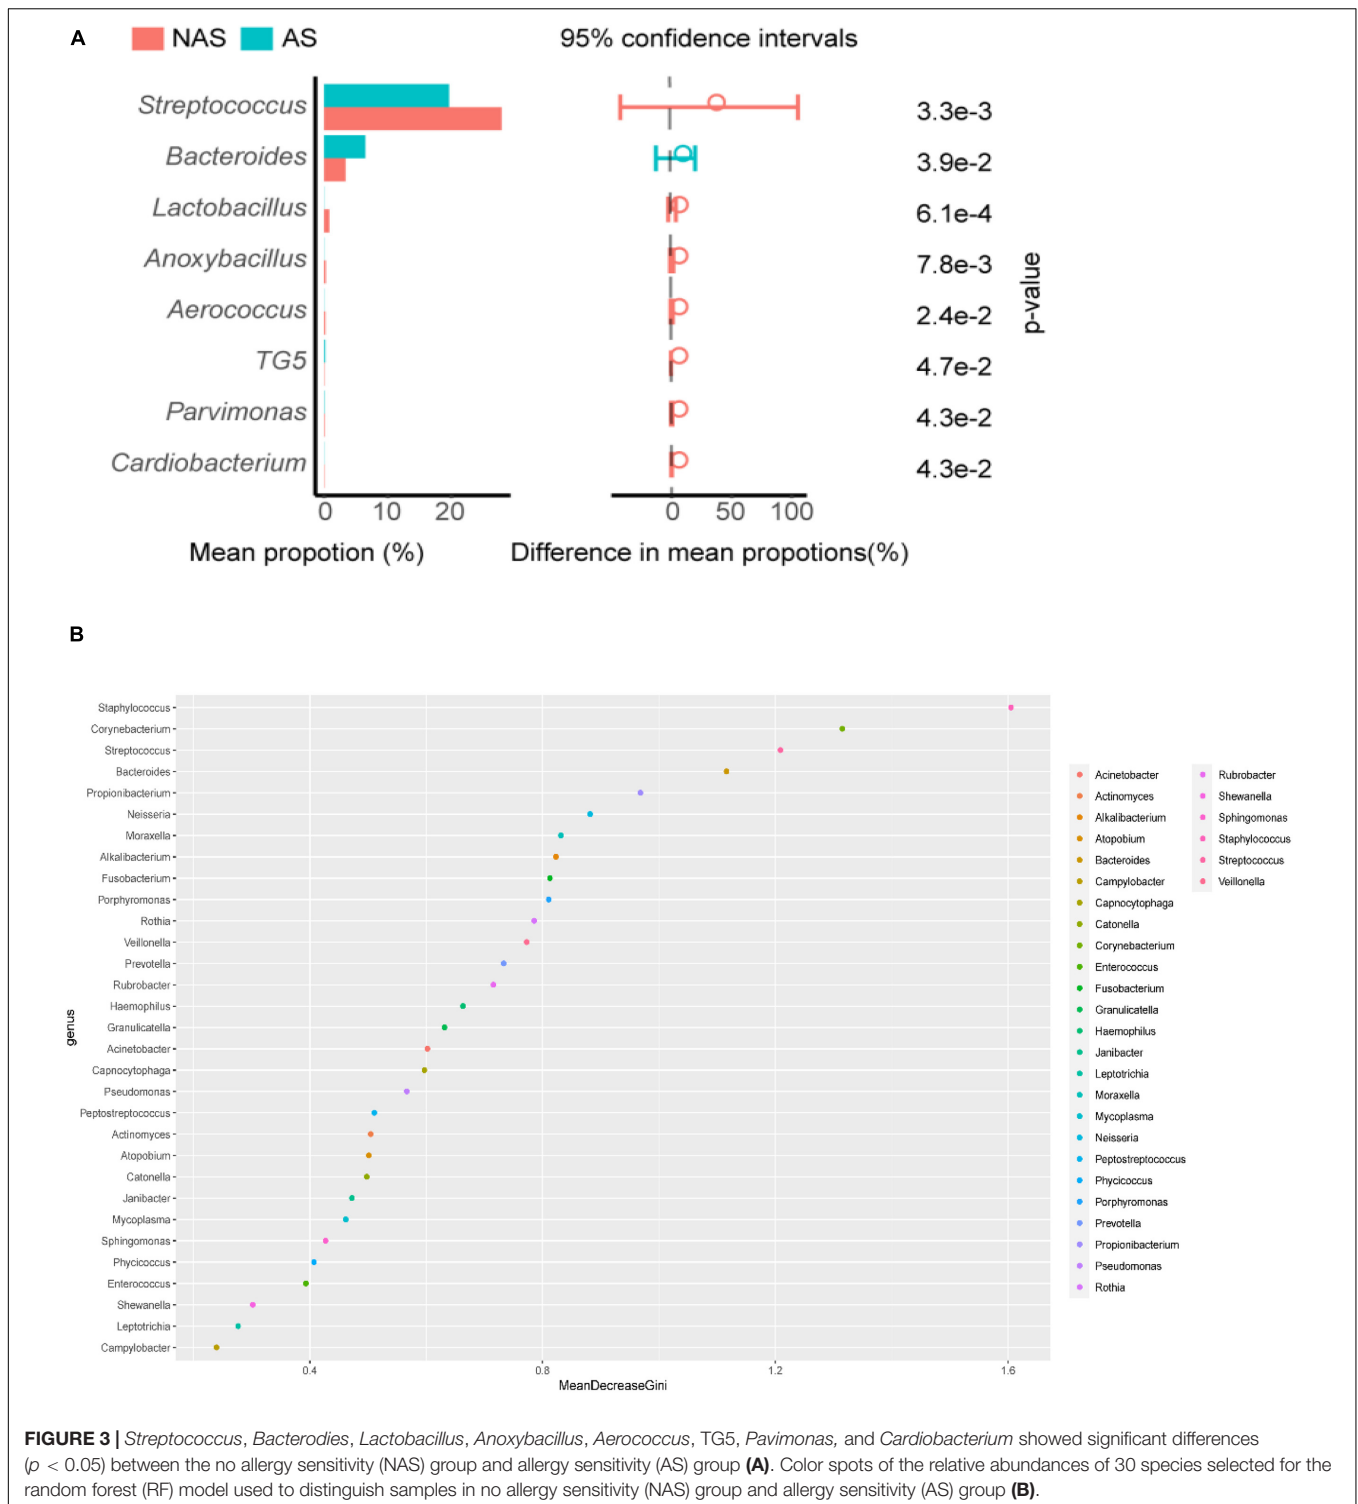 A
NAS AS
95% confidence intervals
Streptococcus 3.3e-3
Bacteroides 3.9e-2
Lactobacillus 6.1e-4
Anoxybacillus 7.8e-3
Aerococcus 2.4e-2
TG5 4.7e-2
Parvimonas 4.3e-2
Cardiobacterium 4.3e-2
p-value
0 10 20 0 50 100
Mean propotion (%) Difference in mean propotions(%)
B
Staphylococcus
Corynebacterium
Streptococcus
Bacteroides
Propionibacterium
Neisseria
Moraxella
Alkalibacterium
Fusobacterium
Porphyromonas
Rothia
Veillonella
Prevotella
Rubrobacter
Haemophilus
Granulicatella
Acinetobacter
Capnocytophaga
Pseudomonas
Peptostreptococcus
Actinomyces
Atopobium
Catonella
Janibacter
Mycoplasma
Sphingomonas
Phycicoccus
Enterococcus
Shewanella
Leptotrichia
Campylobacter
genus
0.4 0.8 1.2 1.6
MeanDecreaseGini
Acinetobacter
Actinomyces
Alkalibacterium
Atopobium
Bacteroides
Campylobacter
Capnocytophaga
Catonella
Corynebacterium
Enterococcus
Fusobacterium
Granulicatella
Haemophilus
Janibacter
Leptotrichia
Moraxella
Mycoplasma
Neisseria
Peptostreptococcus
Phycicoccus
Porphyromonas
Prevotella
Propionibacterium
Pseudomonas
Rothia
Rubrobacter
Shewanella
Sphingomonas
Staphylococcus
Streptococcus
Veillonella
FIGURE 3 | Streptococcus, Bacterodies, Lactobacillus, Anoxybacillus, Aerococcus, TG5, Pavimonas, and Cardiobacterium showed significant differences
(p < 0.05) between the no allergy sensitivity (NAS) group and allergy sensitivity (AS) group (A). Color spots of the relative abundances of 30 species selected for the
random forest (RF) model used to distinguish samples in no allergy sensitivity (NAS) group and allergy sensitivity (AS) group (B).